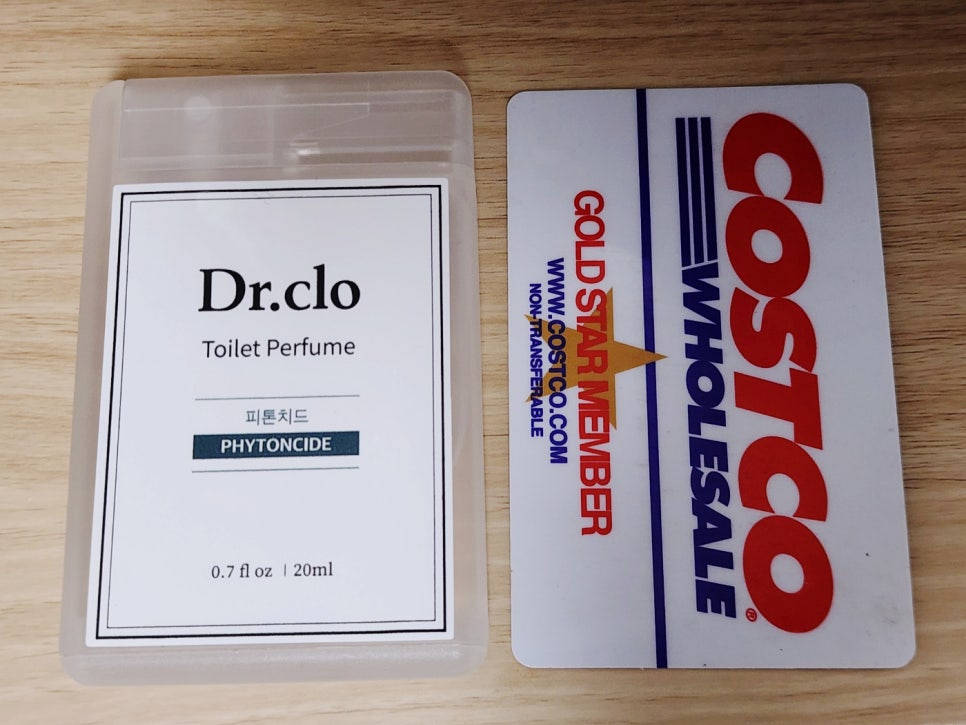 Dr.clo
Toilet Perfume
피톤치드
PHYTONCIDE
0.7 fl oz | 20ml
COSTCO®
WHOLESALE
GOLD STAR MEMBER
WWW.COSTCO.COM
NON-TRANSFERABLE